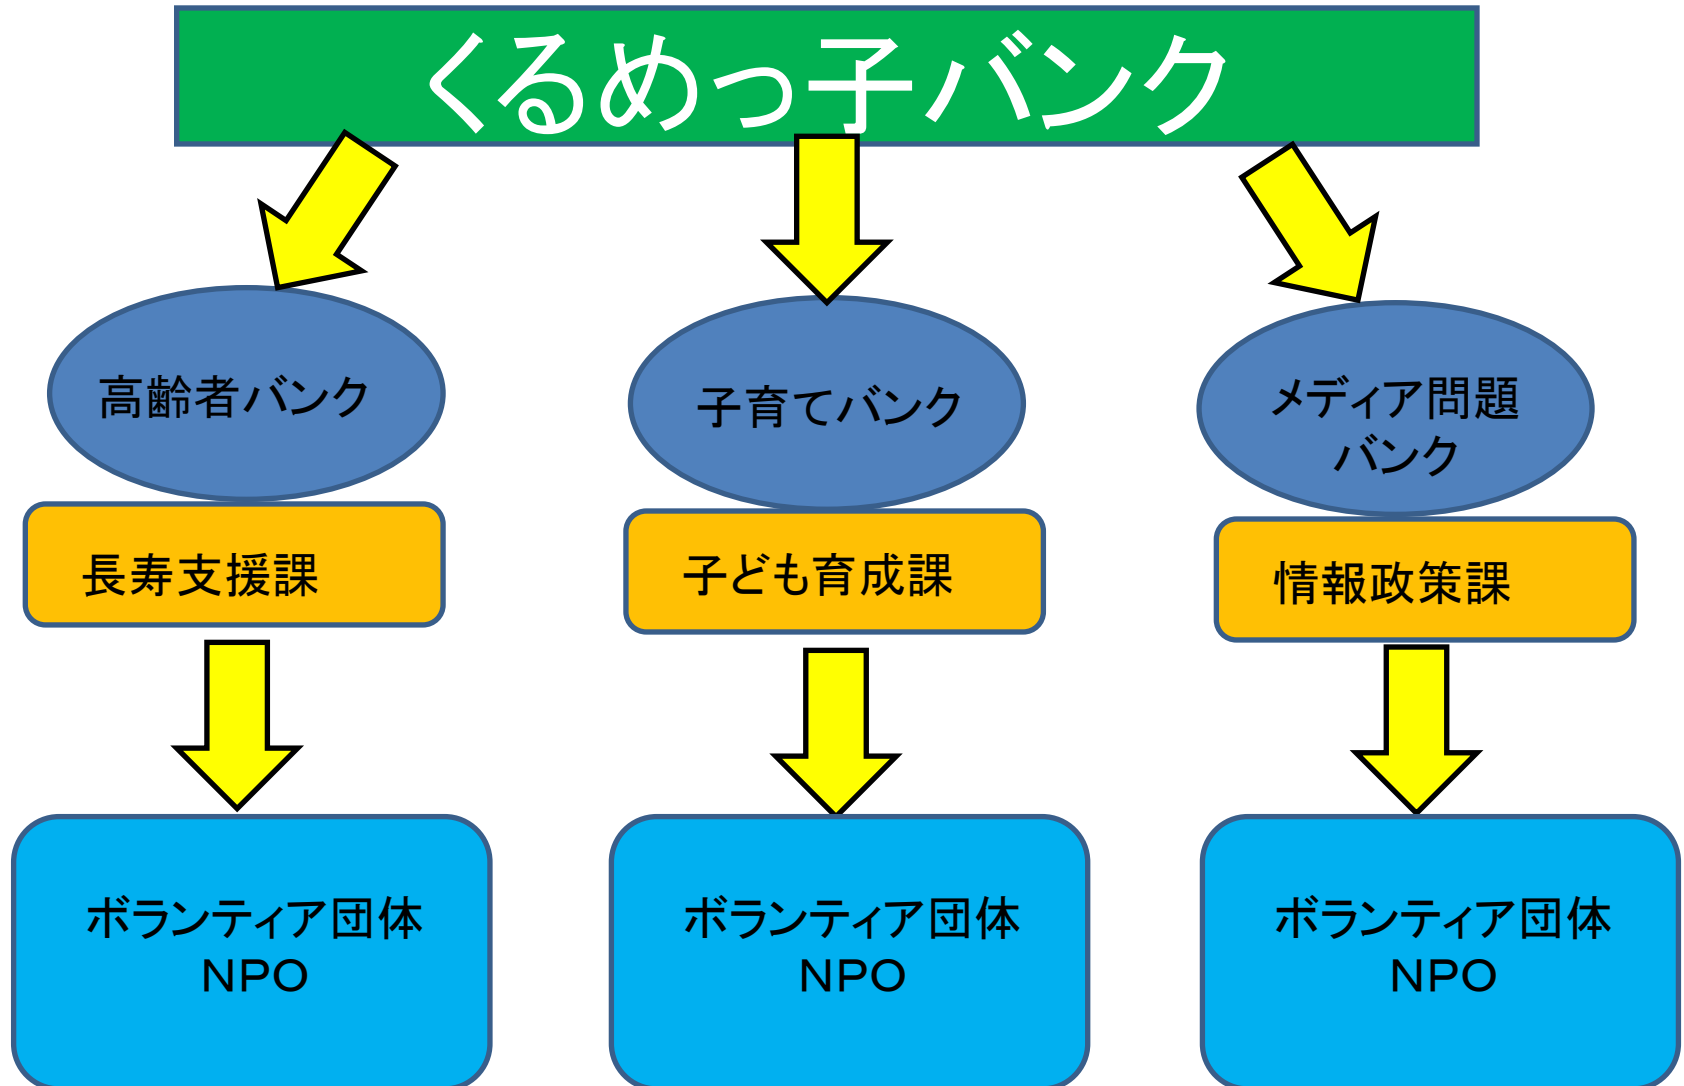 くるめっ子バンク
高齢者バンク
子育てバンク
メディア問題
バンク
長寿支援課
子ども育成課
情報政策課
ボランティア団体
NPO
ボランティア団体
NPO
ボランティア団体
NPO